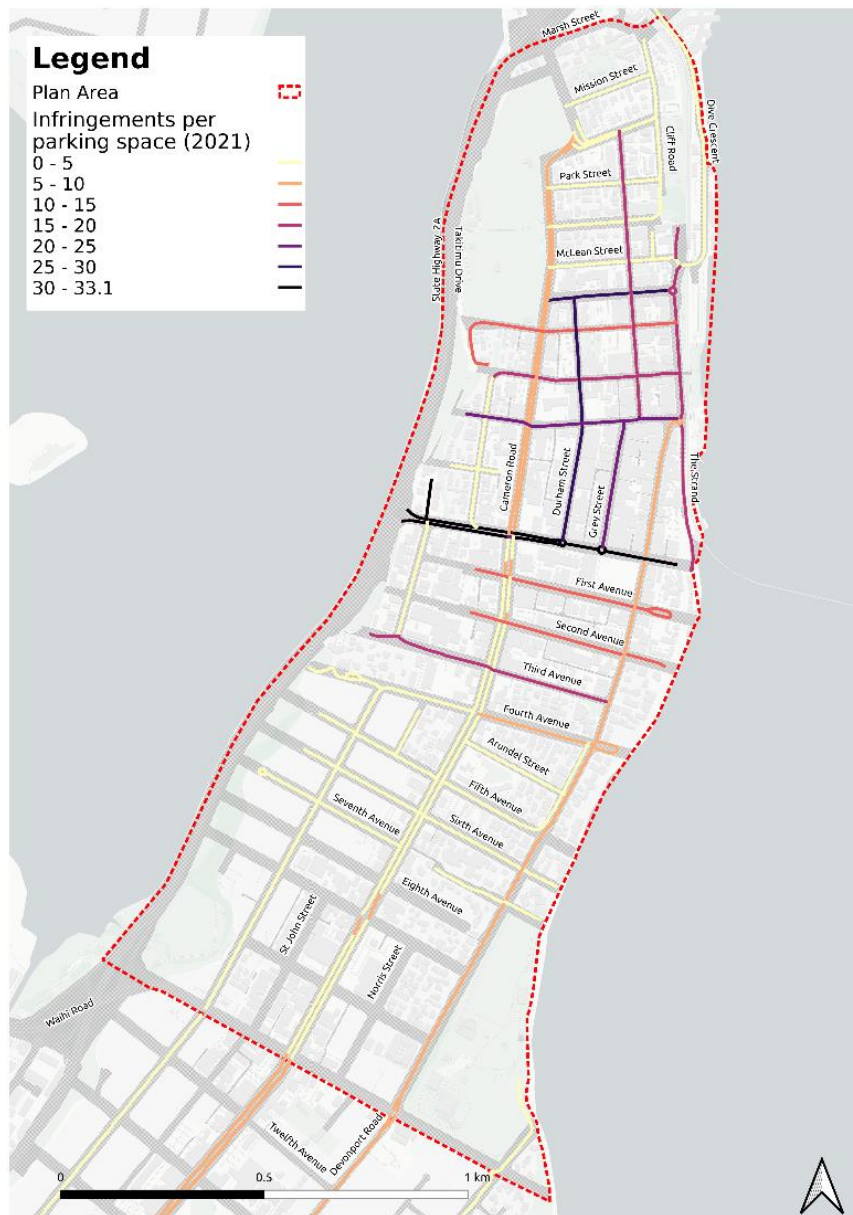 Legend
Plan Area
Infringements per
parking space (2021)
0 - 5
5 - 10
10 - 15
15 - 20
20 - 25
25 - 30
30 - 33.1
Marsh Street
Mission Street
Cliff Road
Dive Crescent
Park Street
McLean Street
State Highway 2A
Takitimu Drive
Cameron Road
Durham Street
Grey Street
The Strand
First Avenue
Second Avenue
Third Avenue
Fourth Avenue
Arundel Street
Fifth Avenue
Sixth Avenue
Seventh Avenue
Eighth Avenue
St John Street
Norris Street
Waihi Road
Twelfth Avenue
Devonport Road
0
0.5
1 km